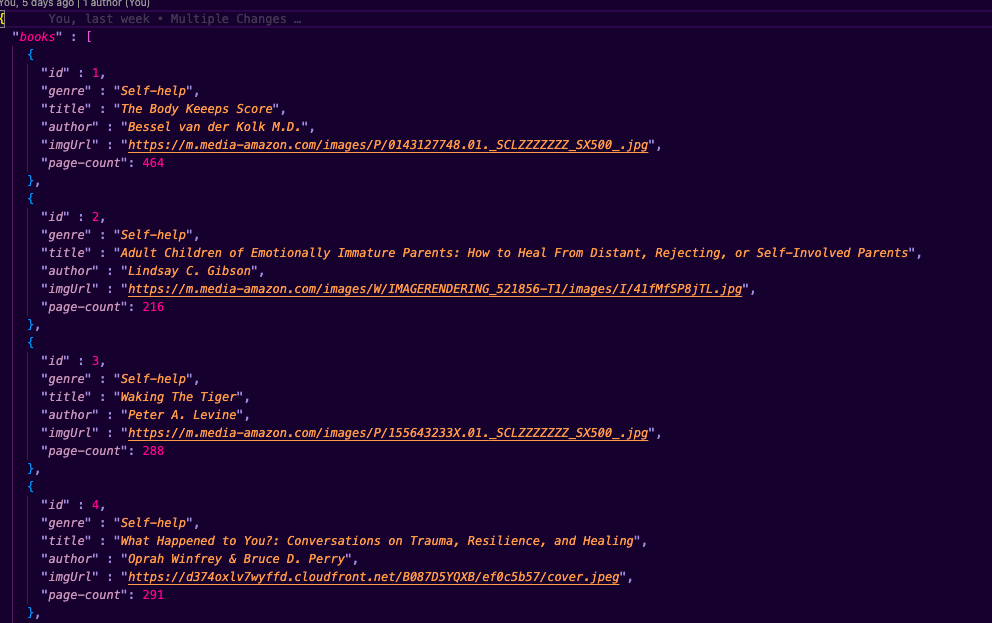 You, 5 days ago | 1 author (You)
{ You, last week • Multiple Changes …
"books" : [
{
"id" : 1,
"genre" : "Self-help",
"title" : "The Body Keeeps Score",
"author" : "Bessel van der Kolk M.D.",
"imgUrl" : "https://m.media-amazon.com/images/P/0143127748.01._SCLZZZZZZZ_SX500_.jpg",
"page-count": 464
},
{
"id" : 2,
"genre" : "Self-help",
"title" : "Adult Children of Emotionally Immature Parents: How to Heal From Distant, Rejecting, or Self-Involved Parents",
"author" : "Lindsay C. Gibson",
"imgUrl" : "https://m.media-amazon.com/images/W/IMAGERENDERING_521856-T1/images/I/41fMfSP8jTL.jpg",
"page-count": 216
},
{
"id" : 3,
"genre" : "Self-help",
"title" : "Waking The Tiger",
"author" : "Peter A. Levine",
"imgUrl" : "https://m.media-amazon.com/images/P/155643233X.01._SCLZZZZZZZ_SX500_.jpg",
"page-count": 288
},
{
"id" : 4,
"genre" : "Self-help",
"title" : "What Happened to You?: Conversations on Trauma, Resilience, and Healing",
"author" : "Oprah Winfrey & Bruce D. Perry",
"imgUrl" : "https://d374oxlv7wyffd.cloudfront.net/B087D5YQXB/ef0c5b57/cover.jpeg",
"page-count": 291
},